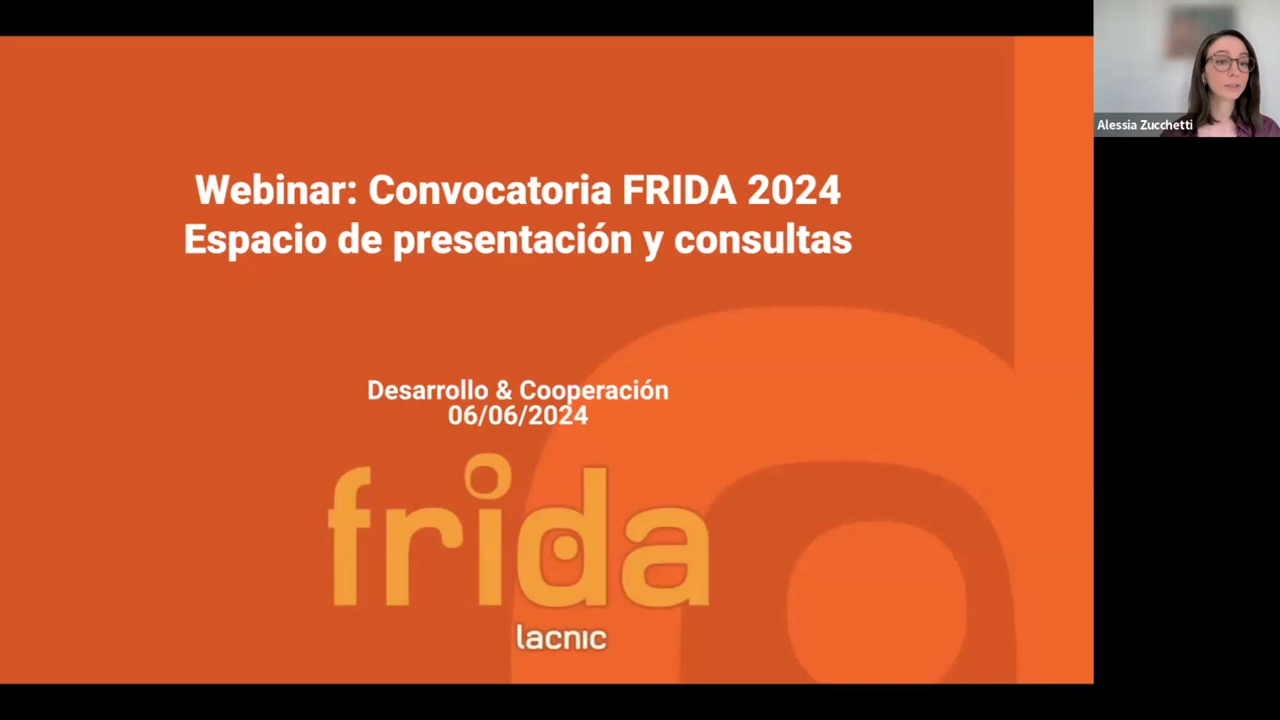 Webinar: Convocatoria FRIDA 2024
Espacio de presentación y consultas
Desarrollo & Cooperación
06/06/2024
frida
lacnic
Alessia Zucchetti